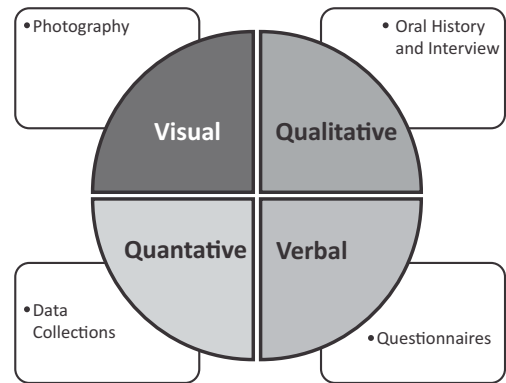 • Photography
• Oral History
and Interview
Visual
Qualitative
Quantative
Verbal
• Data
Collections
• Questionnaires